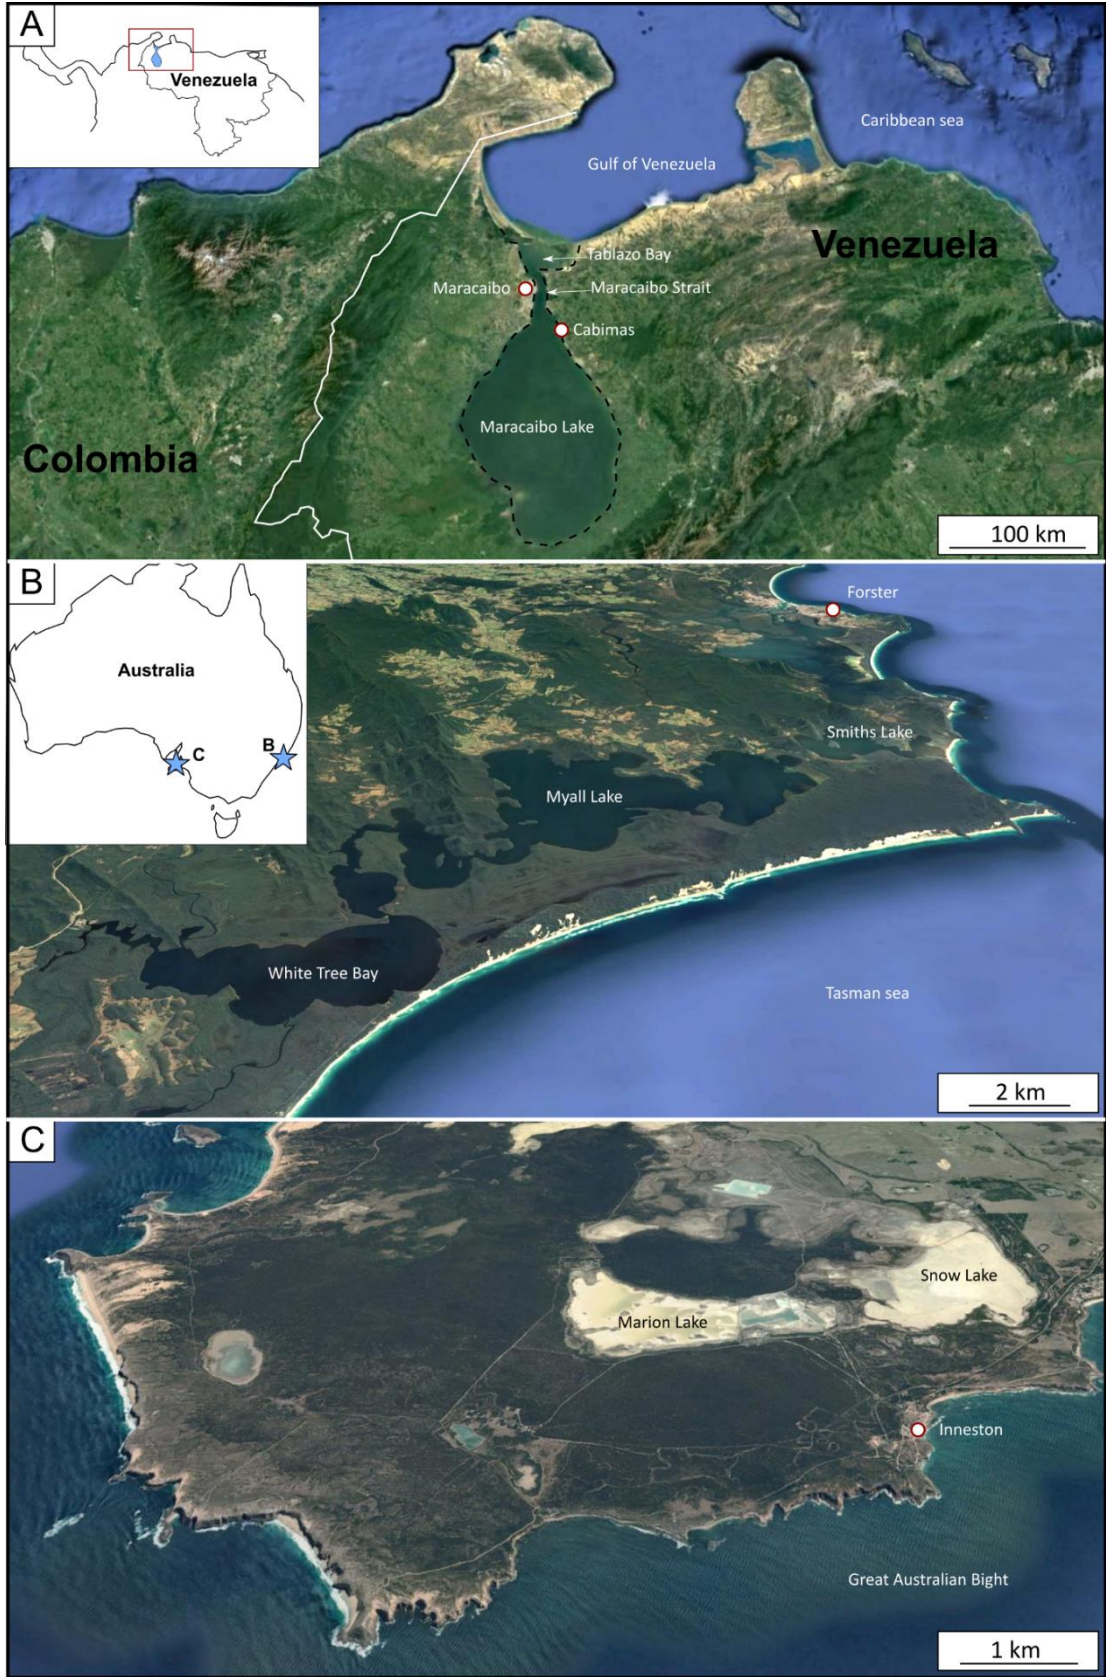 A
Venezuela
Caribbean sea
Gulf of Venezuela
Venezuela
Tablazo Bay
Maracaibo
Maracaibo Strait
Cabimas
Maracaibo Lake
Colombia
100 km
B
Australia
C
B
Forster
Smiths Lake
Myall Lake
White Tree Bay
Tasman sea
2 km
C
Snow Lake
Marion Lake
Inneston
Great Australian Bight
1 km